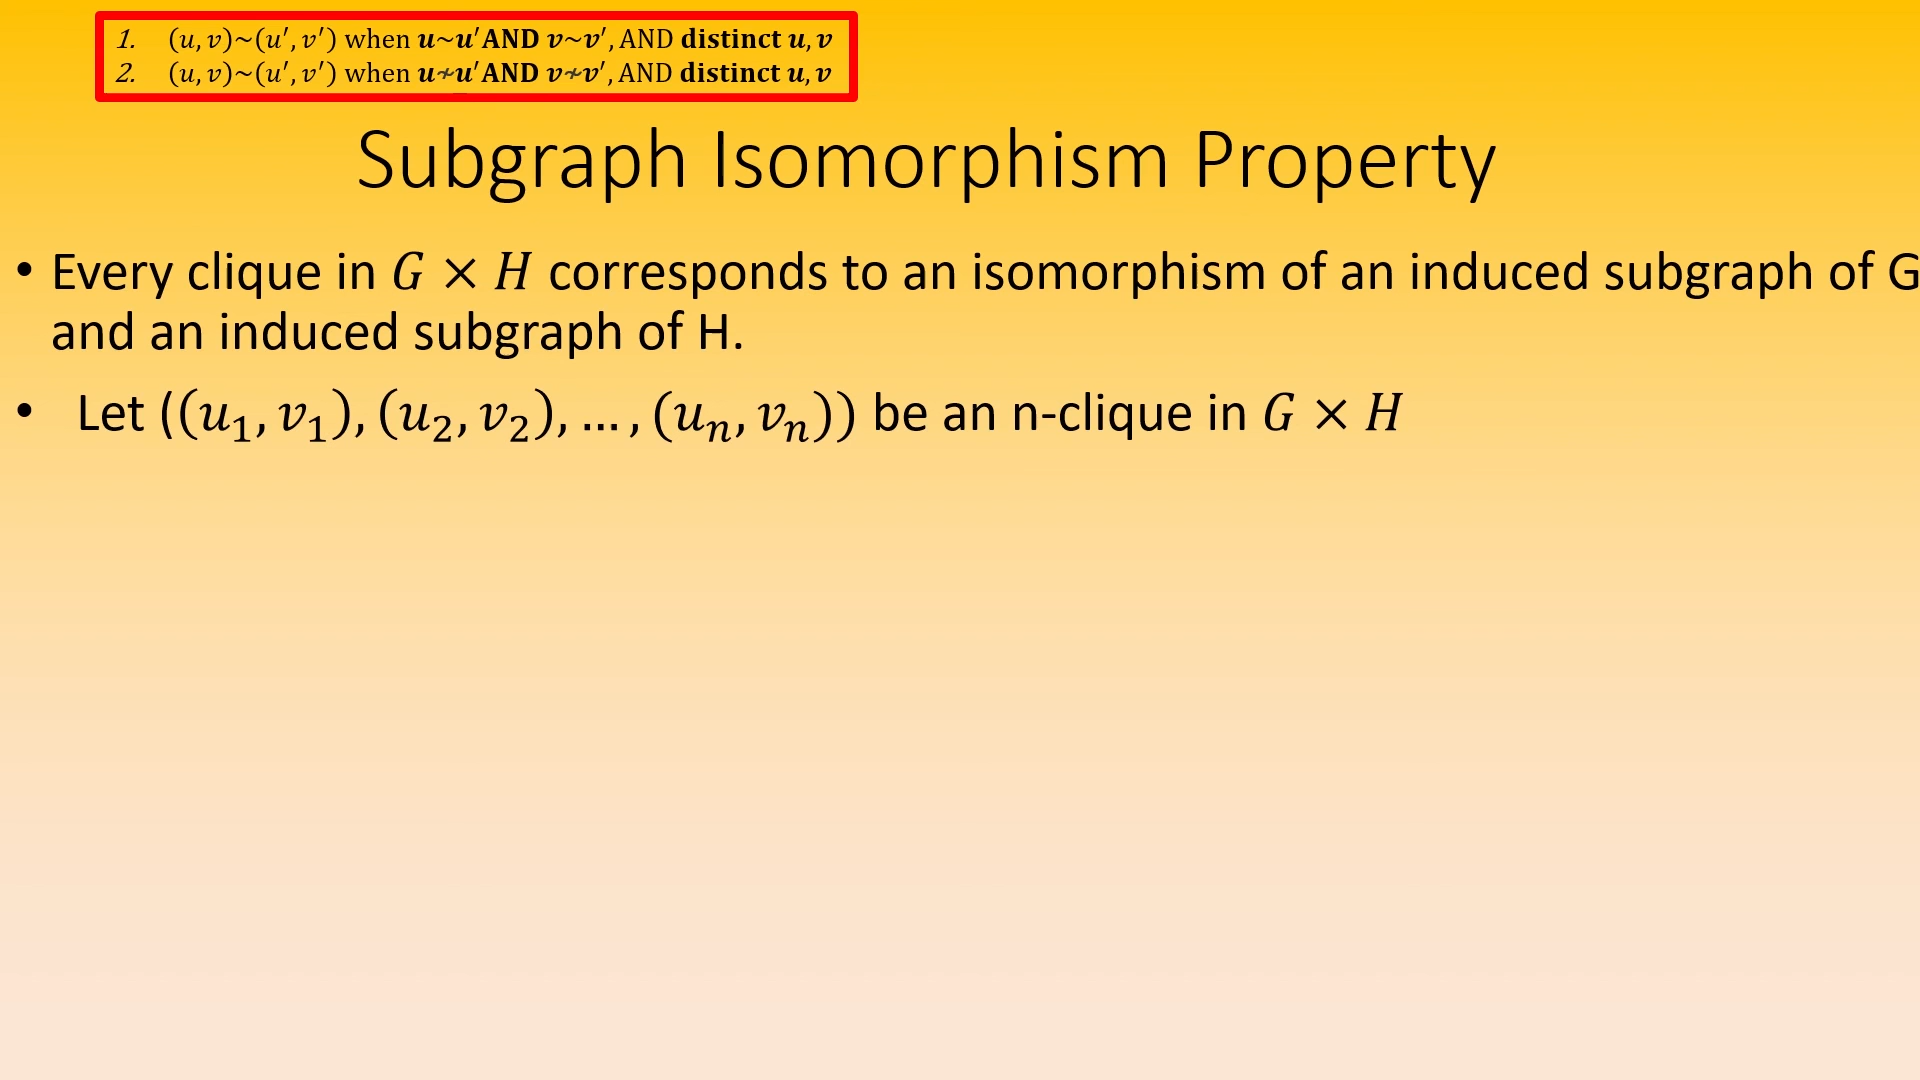 1. (u, v)~(u′, v′) when u~u′AND v~v′, AND distinct u, v
2. (u, v)~(u′, v′) when u≁u′AND v≁v′, AND distinct u, v
Subgraph Isomorphism Property
• Every clique in G × H corresponds to an isomorphism of an induced subgraph of G
and an induced subgraph of H.
• Let ((u₁, v₁), (u₂, v₂), … , (uₙ, vₙ)) be an n-clique in G × H